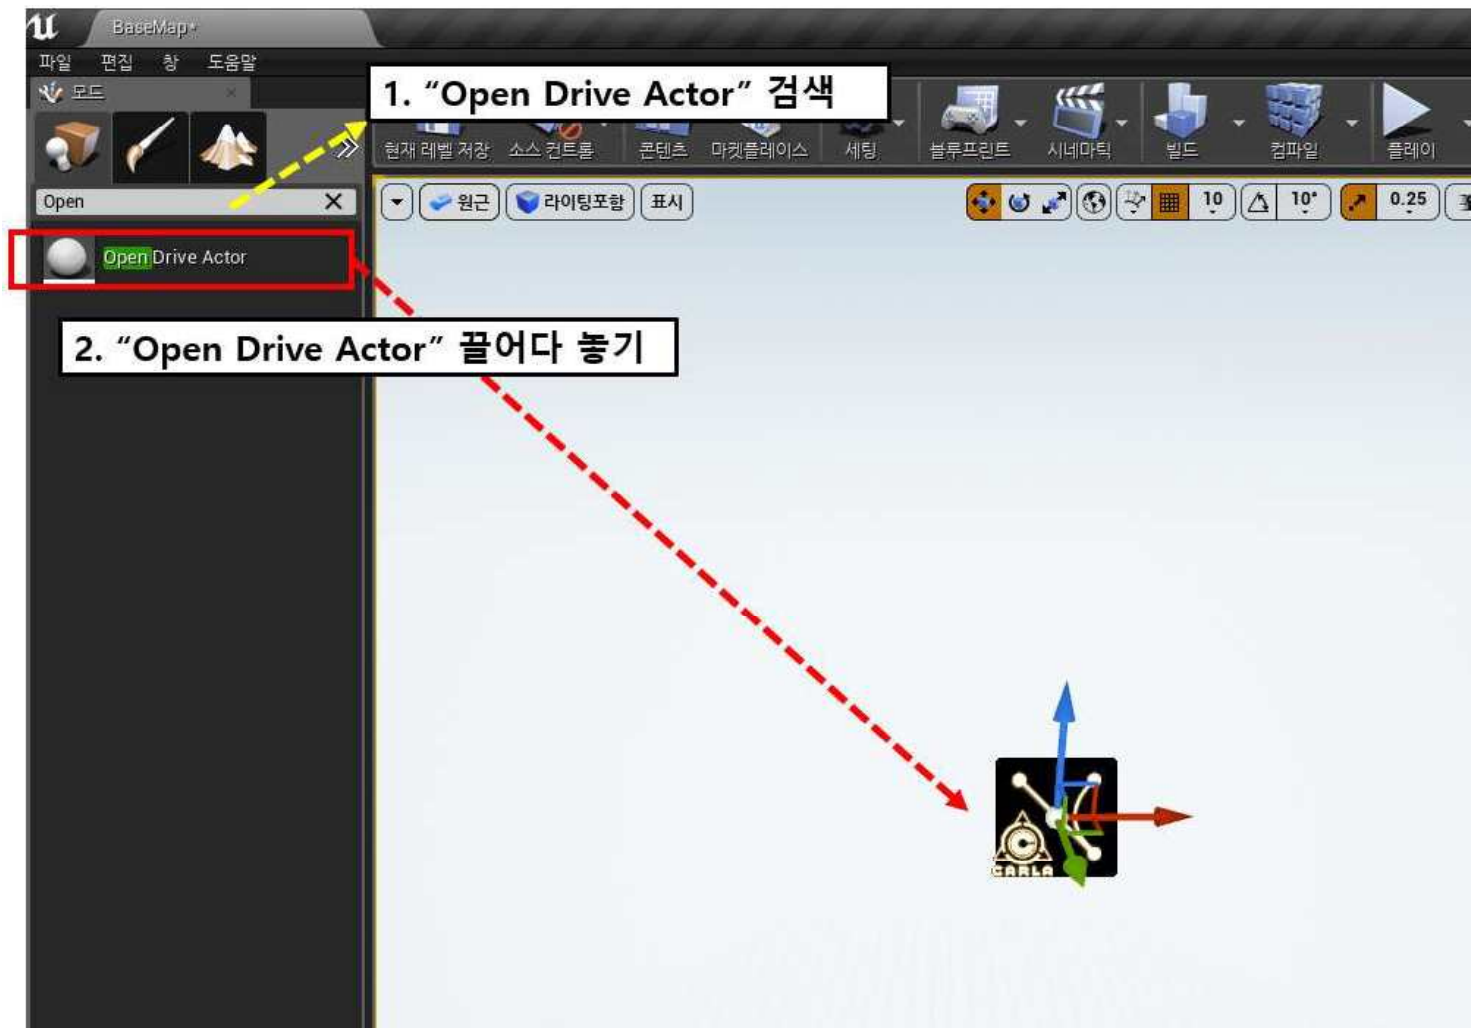 BaseMap*
파일 편집 창 도움말
모드
1. “Open Drive Actor” 검색
현재 레벨 저장 소스 컨트롤 콘텐츠 마켓플레이스 세팅 블루프린트 시네마틱 빌드 컴파일 플레이
Open
원근 라이팅포함 표시 10 10° 0.25
Open Drive Actor
2. “Open Drive Actor” 끌어다 놓기
CARLA